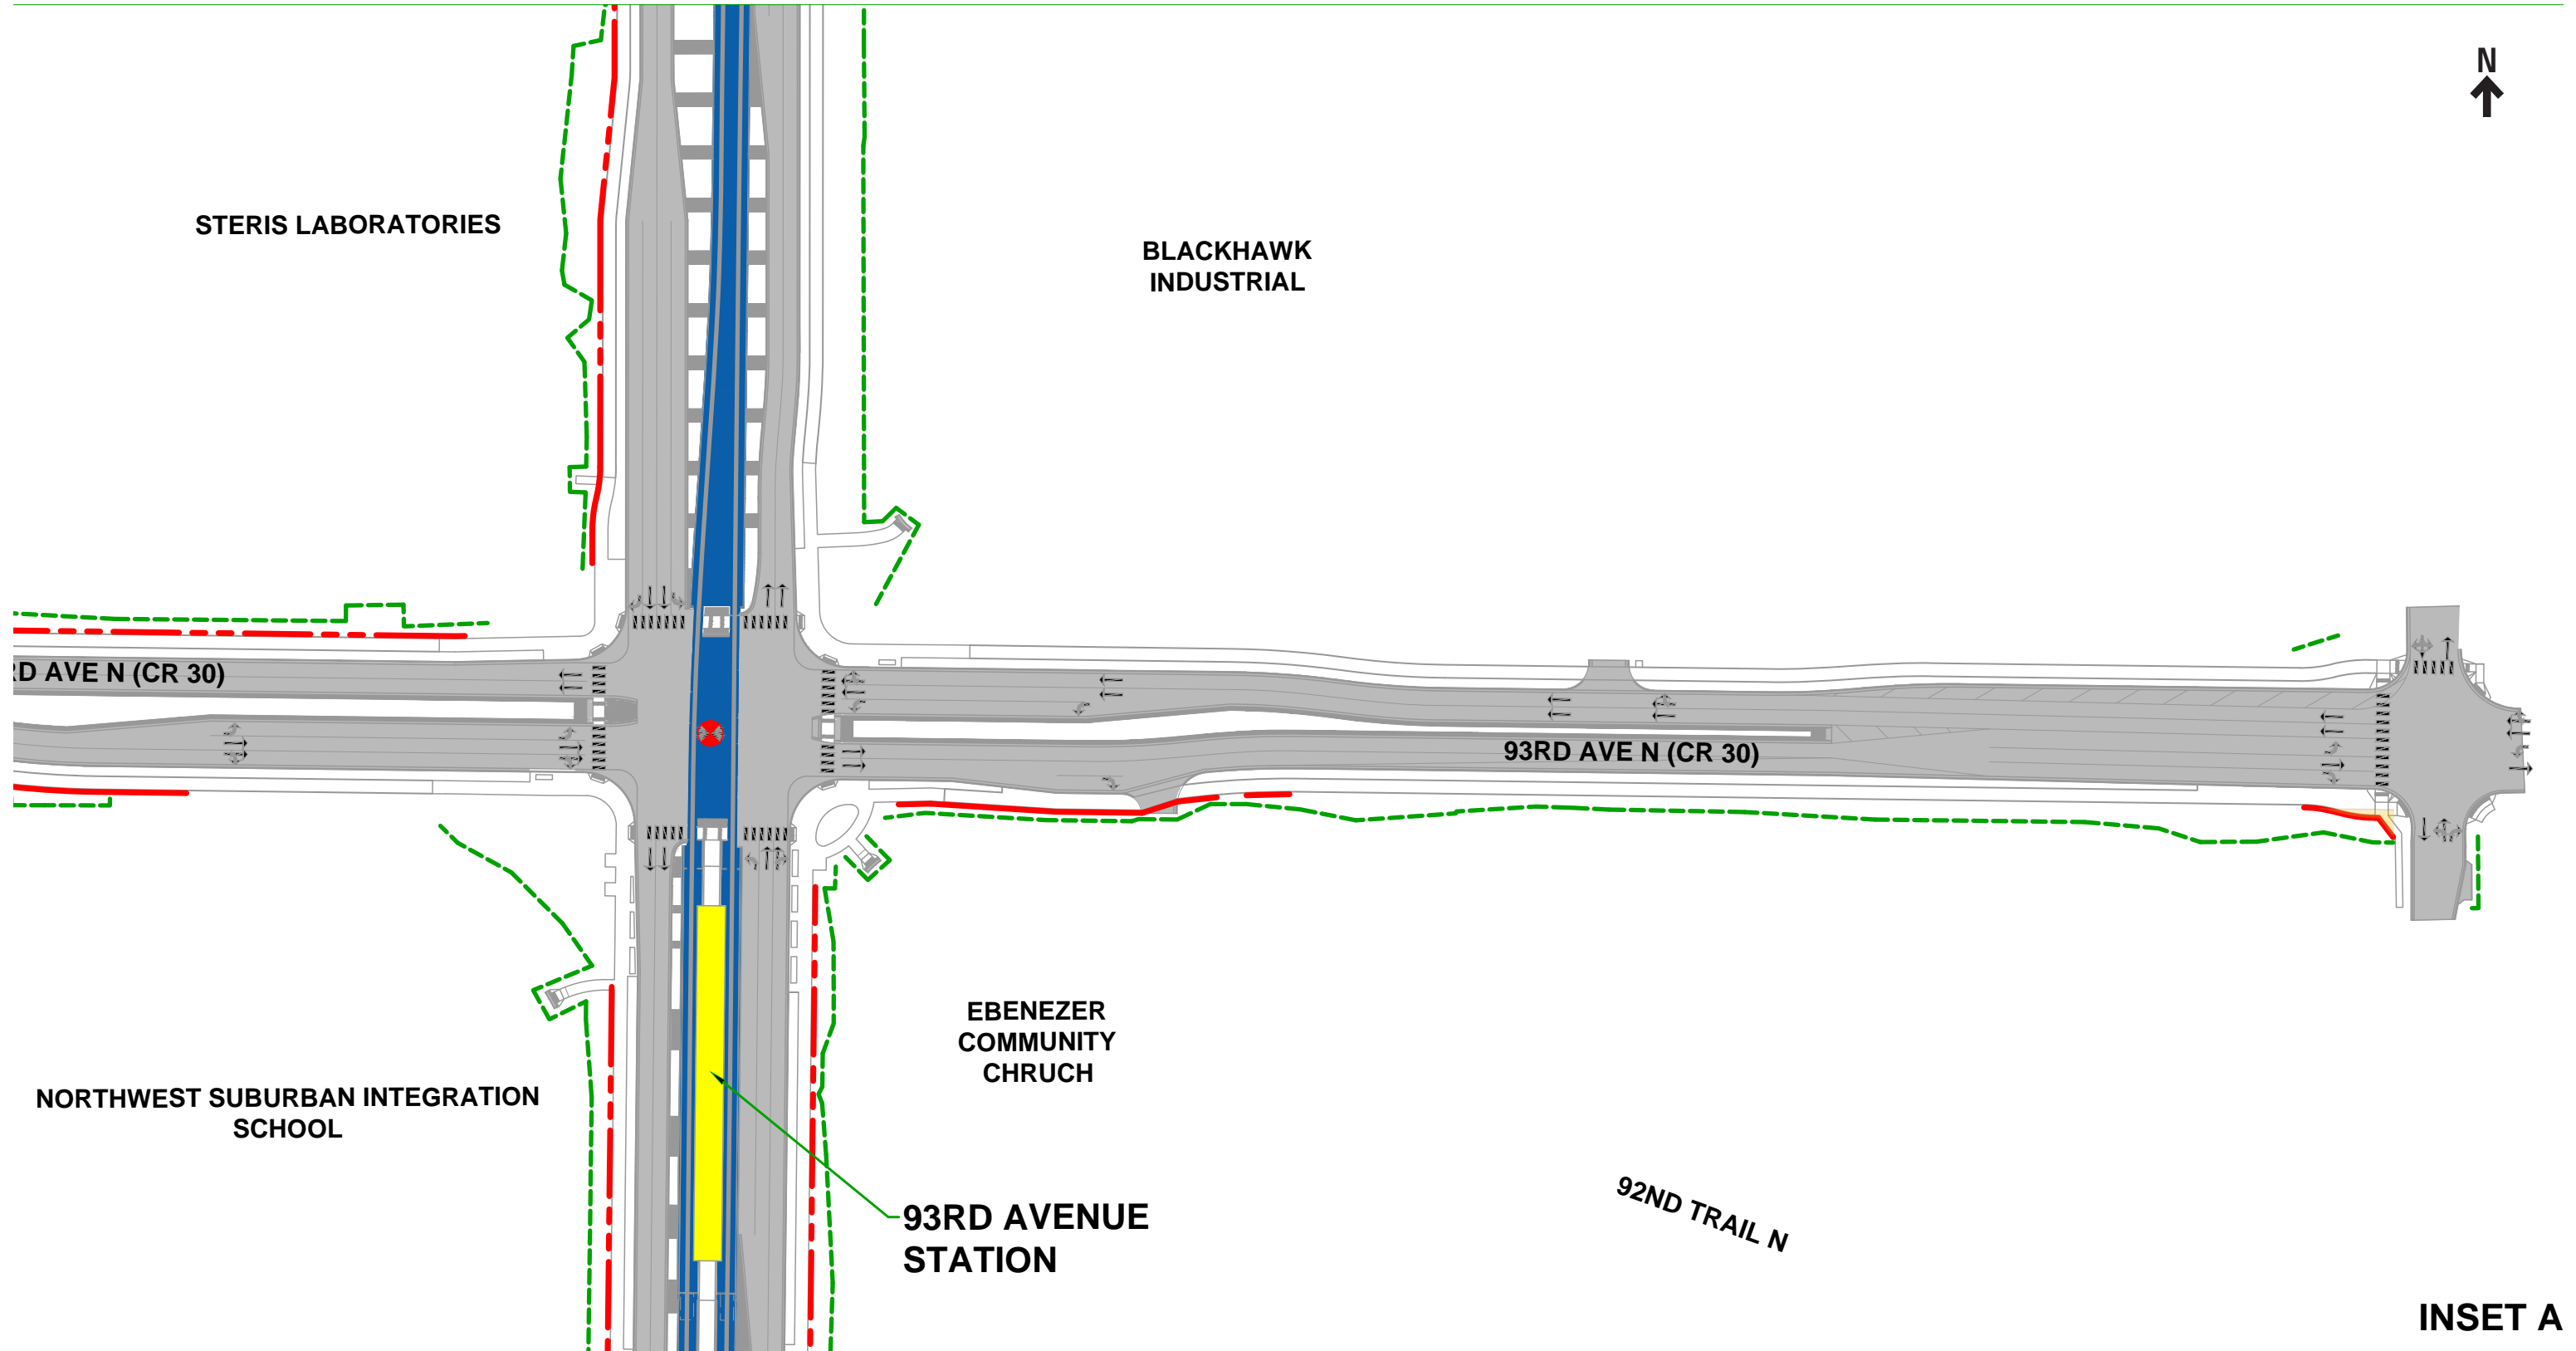 N
STERIS LABORATORIES
BLACKHAWK
INDUSTRIAL
RD AVE N (CR 30)
93RD AVE N (CR 30)
EBENEZER
COMMUNITY
CHRUCH
NORTHWEST SUBURBAN INTEGRATION
SCHOOL
93RD AVENUE
STATION
92ND TRAIL N
INSET A